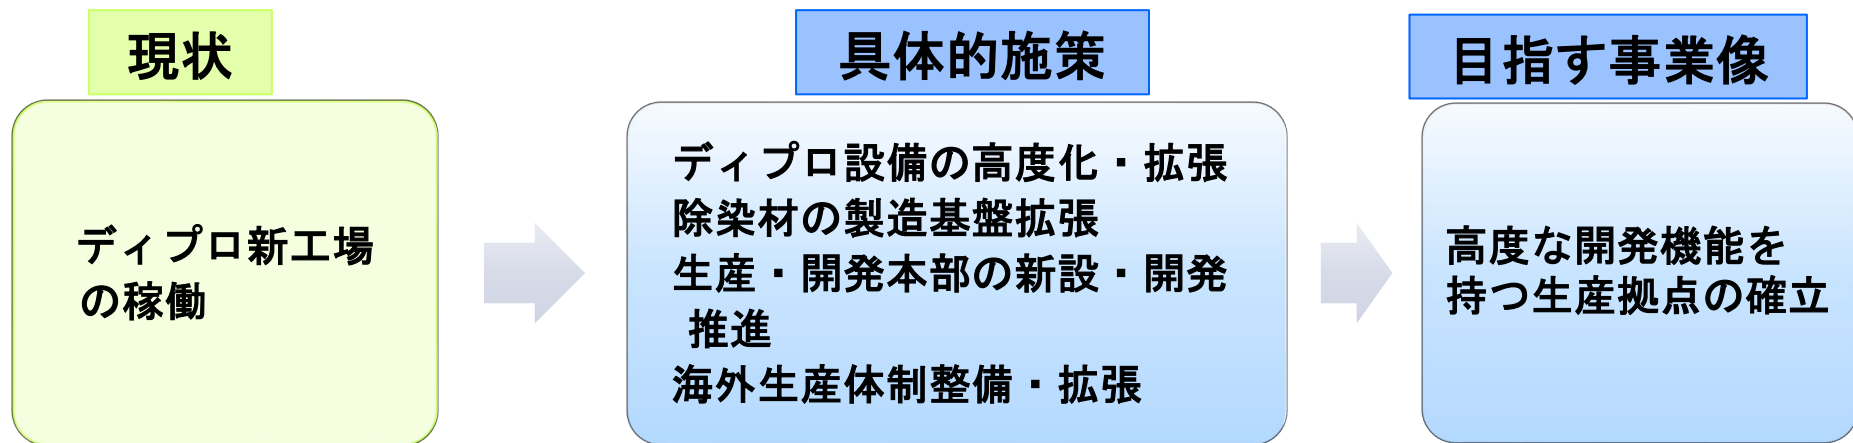 現状
ディプロ新工場
の稼働
具体的施策
ディプロ設備の高度化・拡張
除染材の製造基盤拡張
生産・開発本部の新設・開発
推進
海外生産体制整備・拡張
目指す事業像
高度な開発機能を
持つ生産拠点の確立